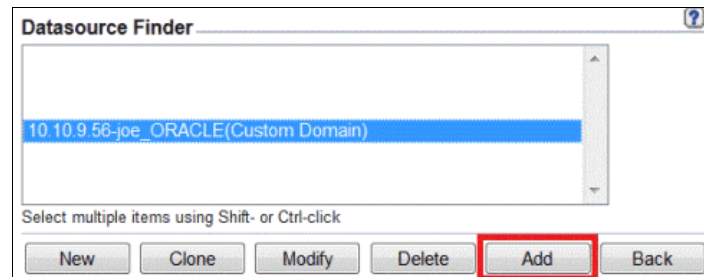 Datasource Finder
?
10.10.9.56-joe_ORACLE(Custom Domain)
Select multiple items using Shift- or Ctrl-click
New Clone Modify Delete Add Back